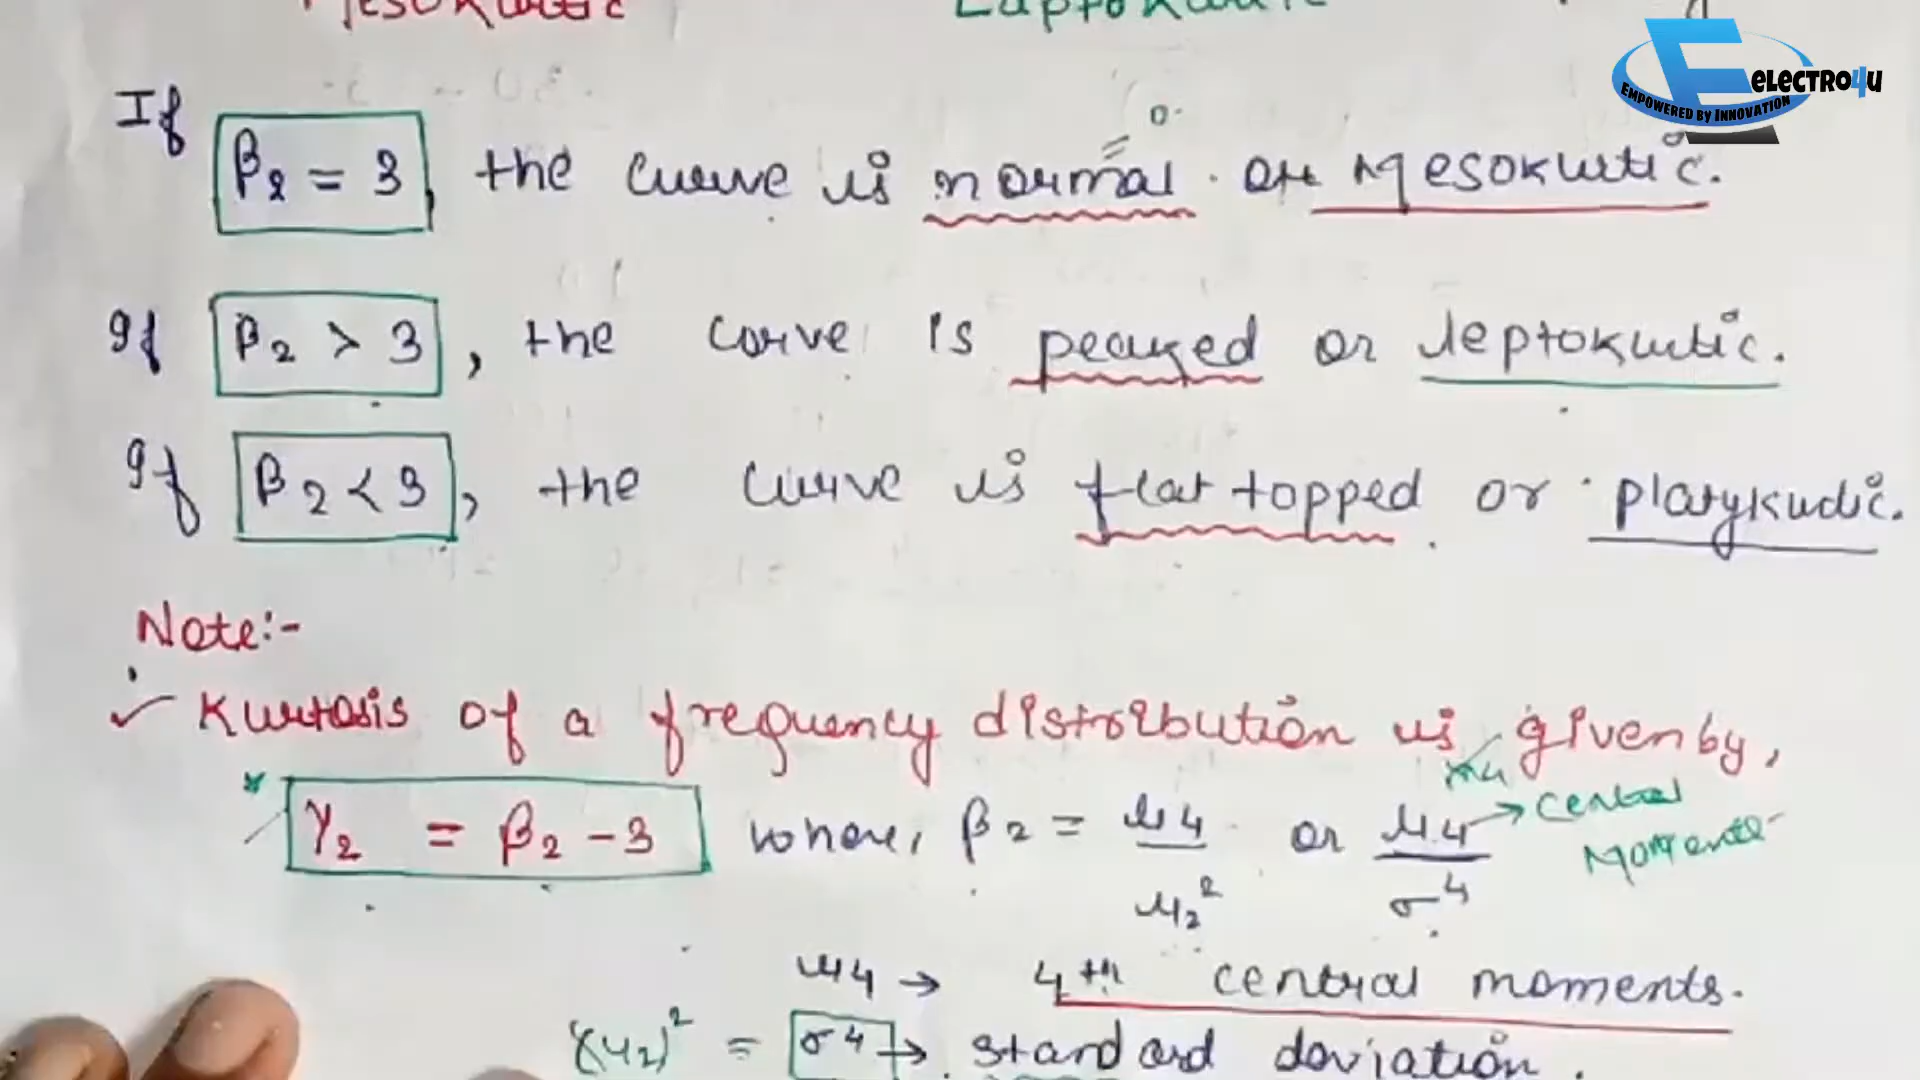 Mesokurtic Laptokurtic
ELECTRO4U
EMPOWERED BY INNOVATION
If β₂ = 3, the curve is normal or Mesokurtic.
If β₂ > 3, the corve is peaked or leptokurtic.
If β₂ < 3, the curve is flat topped or platykurtic.
Note:-
✓ Kurtosis of a frequency distribution is given by,
* γ₂ = β₂ - 3 where, β₂ = μ4 / μ₂² or μ4 / σ⁴ → central Moments
μ4 → 4th central moments.
(μ₂)² = σ⁴ → standard deviation.